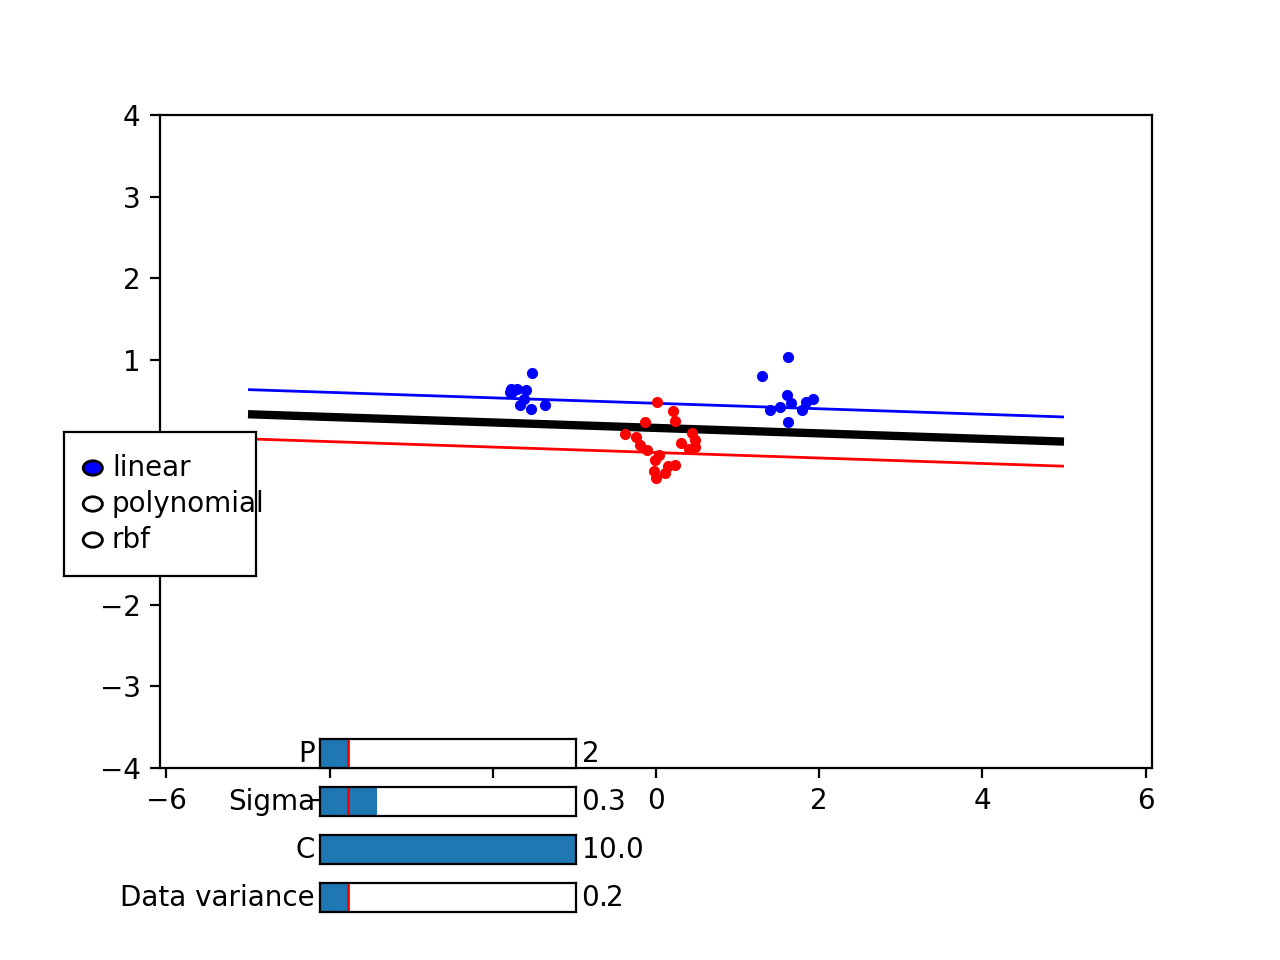 4
3
2
1
linear
polynomial
rbf
−2
−3
P 2
−4
−6 Sigma 0.3 0 2 4 6
C 10.0
Data variance 0.2